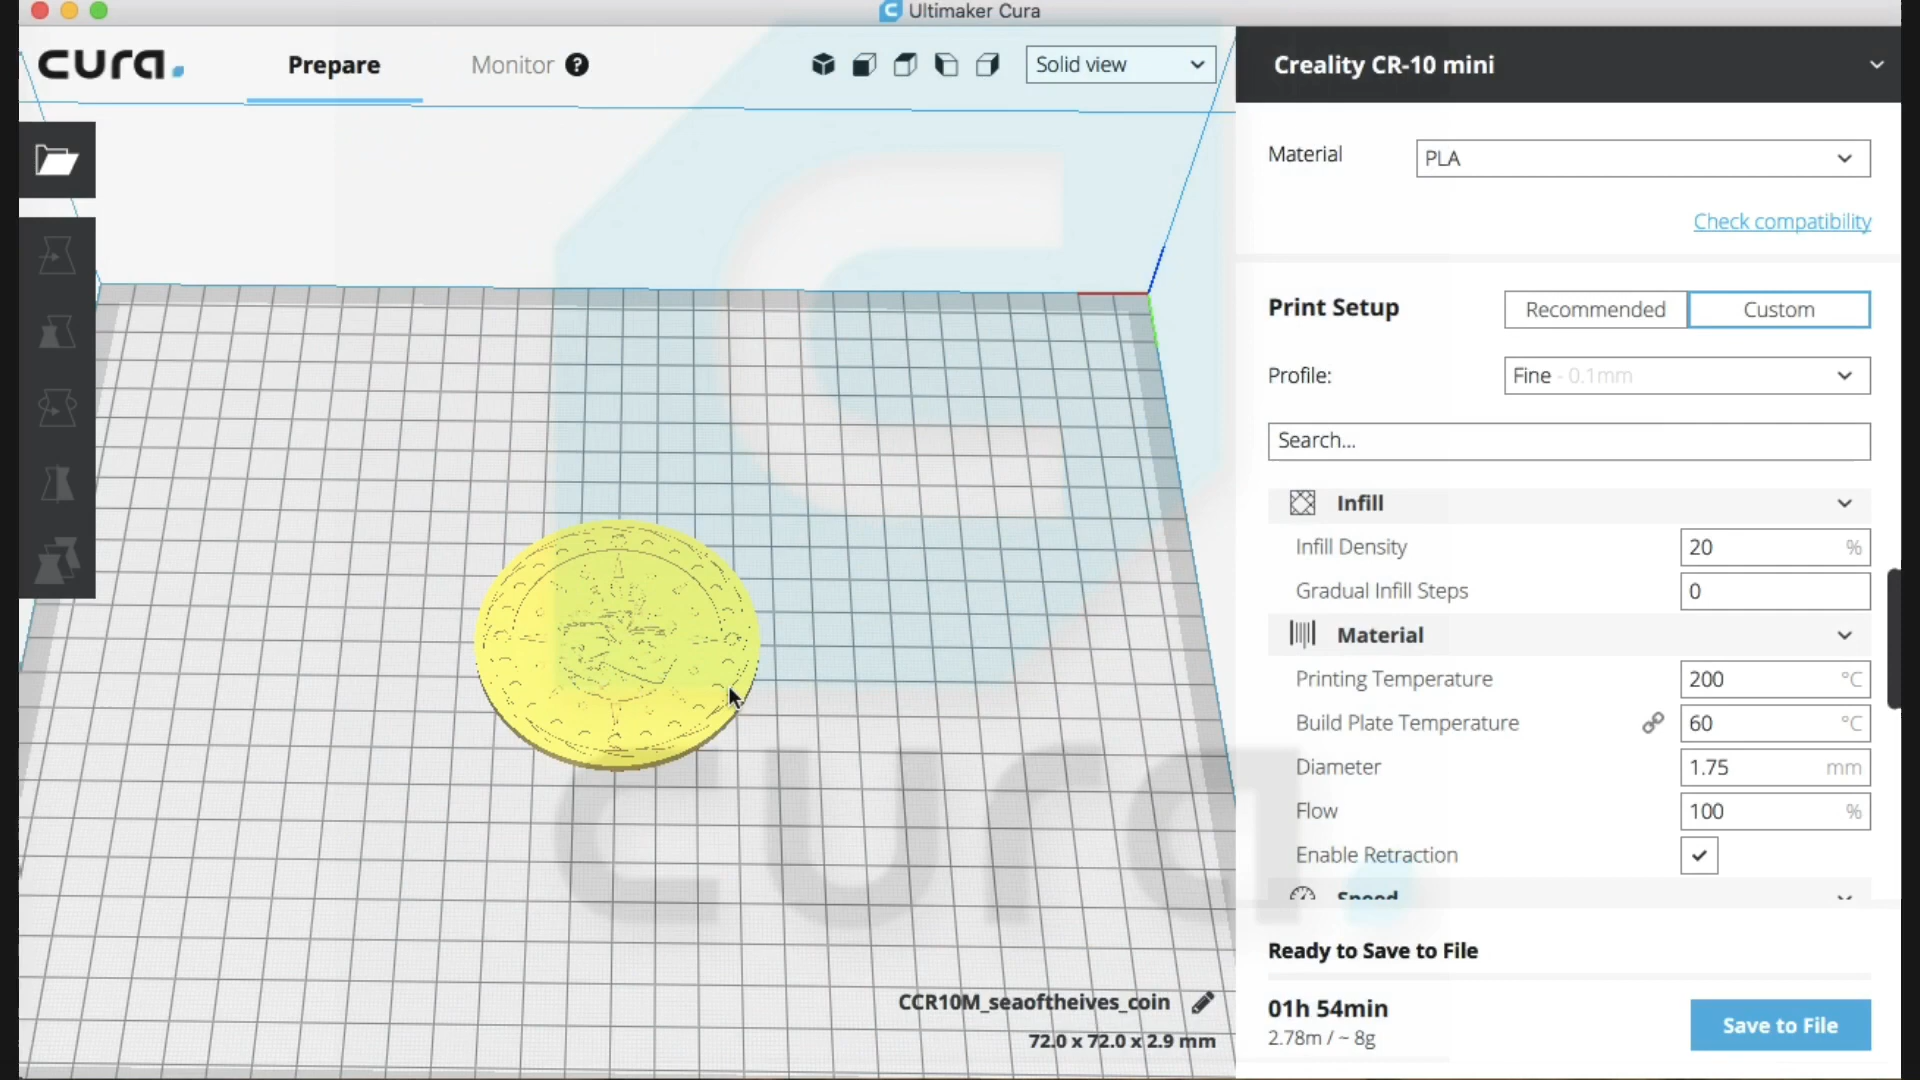 Ultimaker Cura
cura.
Prepare
Monitor ?
Solid view
Creality CR-10 mini
Material
PLA
Check compatibility
Print Setup
Recommended
Custom
Profile:
Fine - 0.1mm
Search...
Infill
Infill Density
20 %
Gradual Infill Steps
0
Material
Printing Temperature
200 °C
Build Plate Temperature
60 °C
Diameter
1.75 mm
Flow
100 %
Enable Retraction
Speed
Ready to Save to File
CCR10M_seaoftheives_coin
72.0 x 72.0 x 2.9 mm
01h 54min
2.78m / ~ 8g
Save to File
cura.